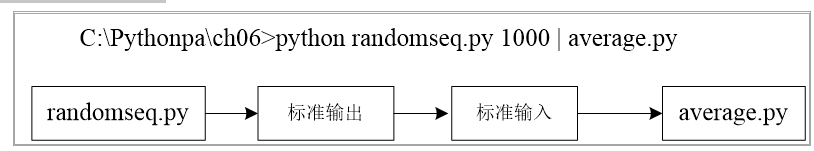 C:\Pythonpa\ch06>python randomseq.py 1000 | average.py
randomseq.py 标准输出 标准输入 average.py